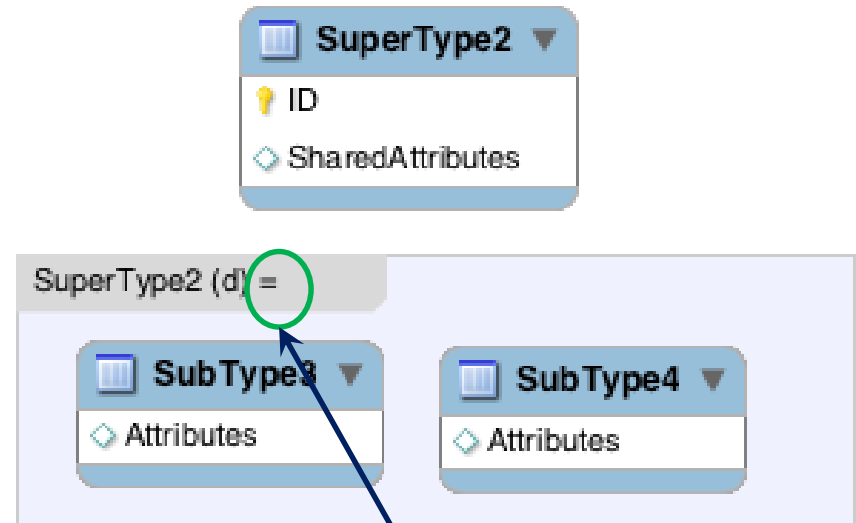 SuperType2
ID
SharedAttributes
SuperType2 (d) =
SubType3
Attributes
SubType4
Attributes